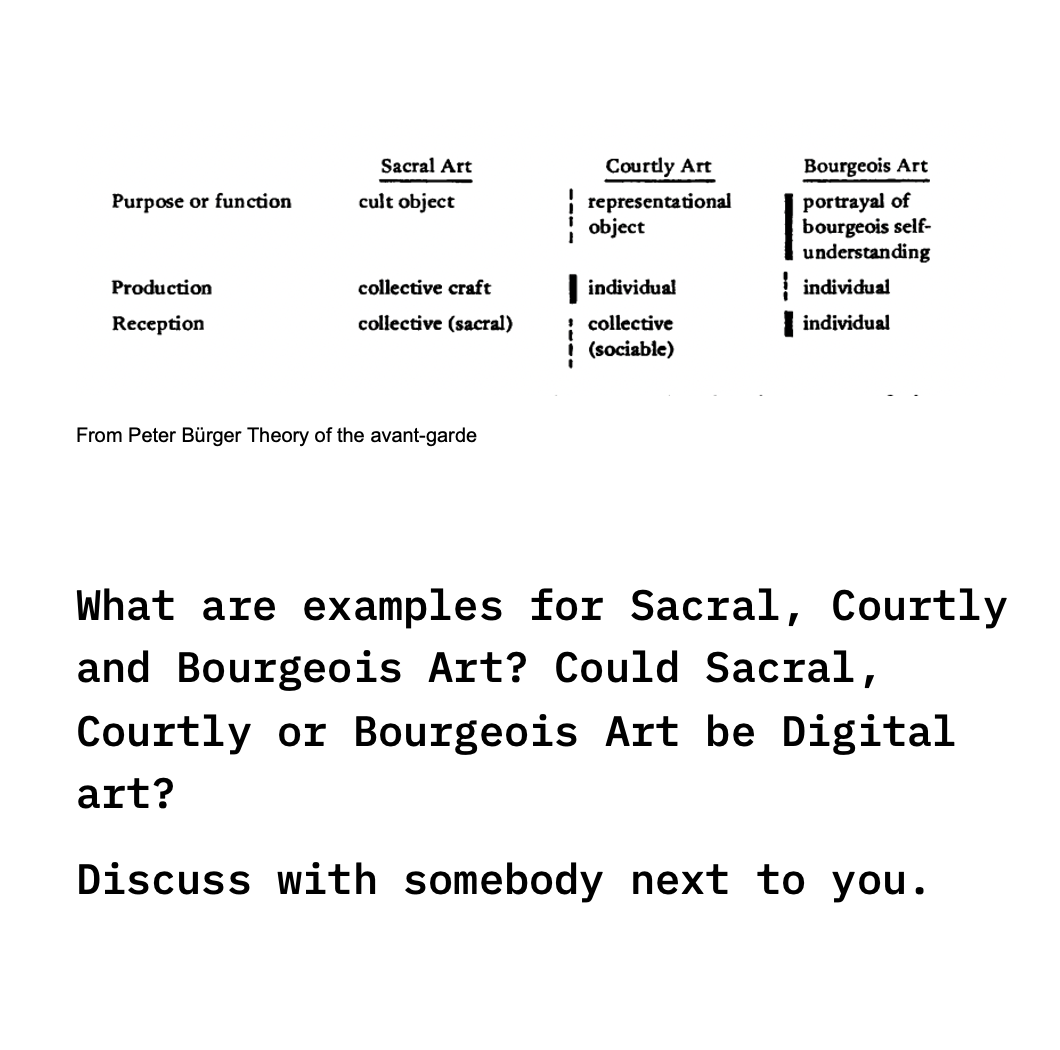 Sacral Art Courtly Art Bourgeois Art
Purpose or function cult object representational portrayal of
object bourgeois self-
understanding
Production collective craft individual individual
Reception collective (sacral) collective individual
(sociable)
From Peter Bürger Theory of the avant-garde
What are examples for Sacral, Courtly
and Bourgeois Art? Could Sacral,
Courtly or Bourgeois Art be Digital
art?
Discuss with somebody next to you.